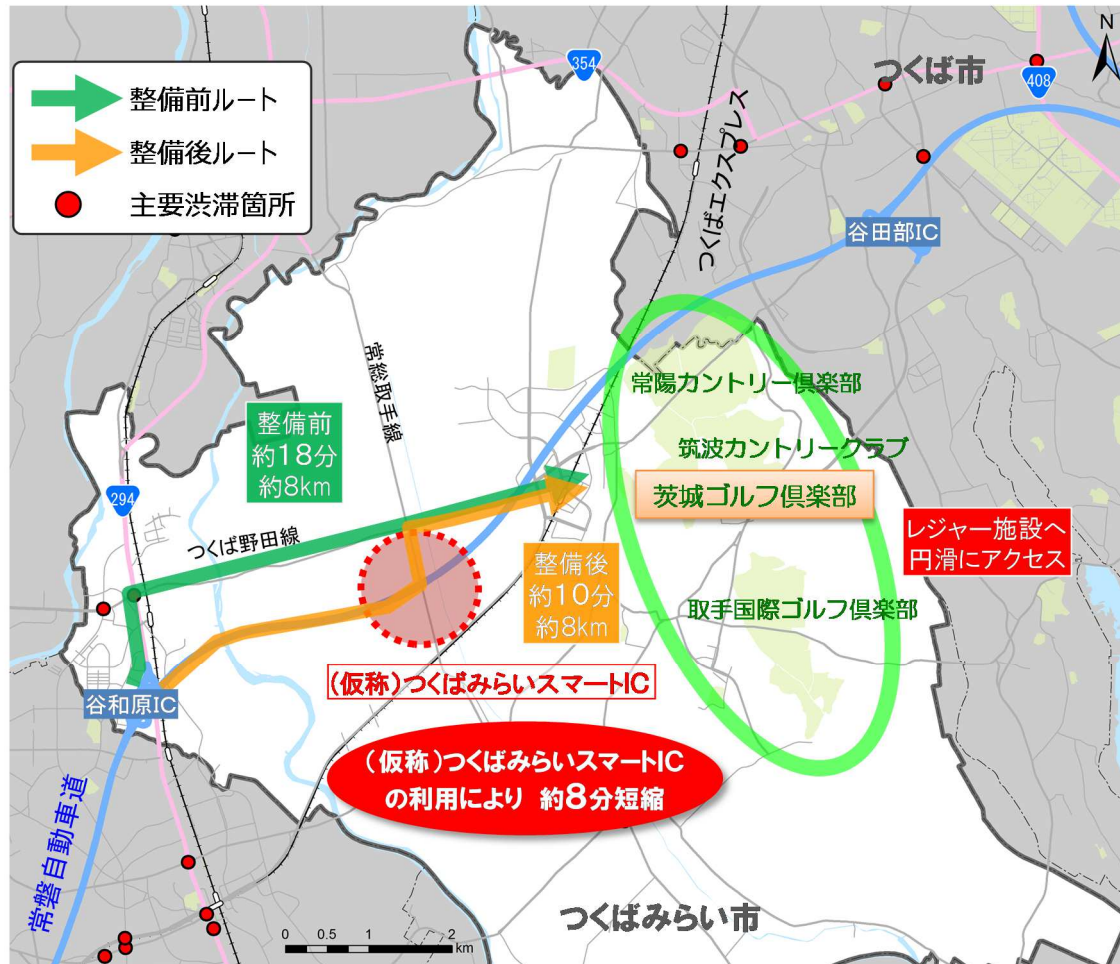 N
354
つくば市
408
整備前ルート
整備後ルート
主要渋滞箇所
つくばエクスプレス
谷田部IC
常総取手線
常陽カントリー倶楽部
整備前
約18分
約8km
筑波カントリークラブ
茨城ゴルフ倶楽部
294
つくば野田線
レジャー施設へ
円滑にアクセス
整備後
約10分
約8km
取手国際ゴルフ倶楽部
(仮称)つくばみらいスマートIC
谷和原IC
(仮称)つくばみらいスマートIC
の利用により 約8分短縮
常磐自動車道
つくばみらい市
0 0.5 1 2
km